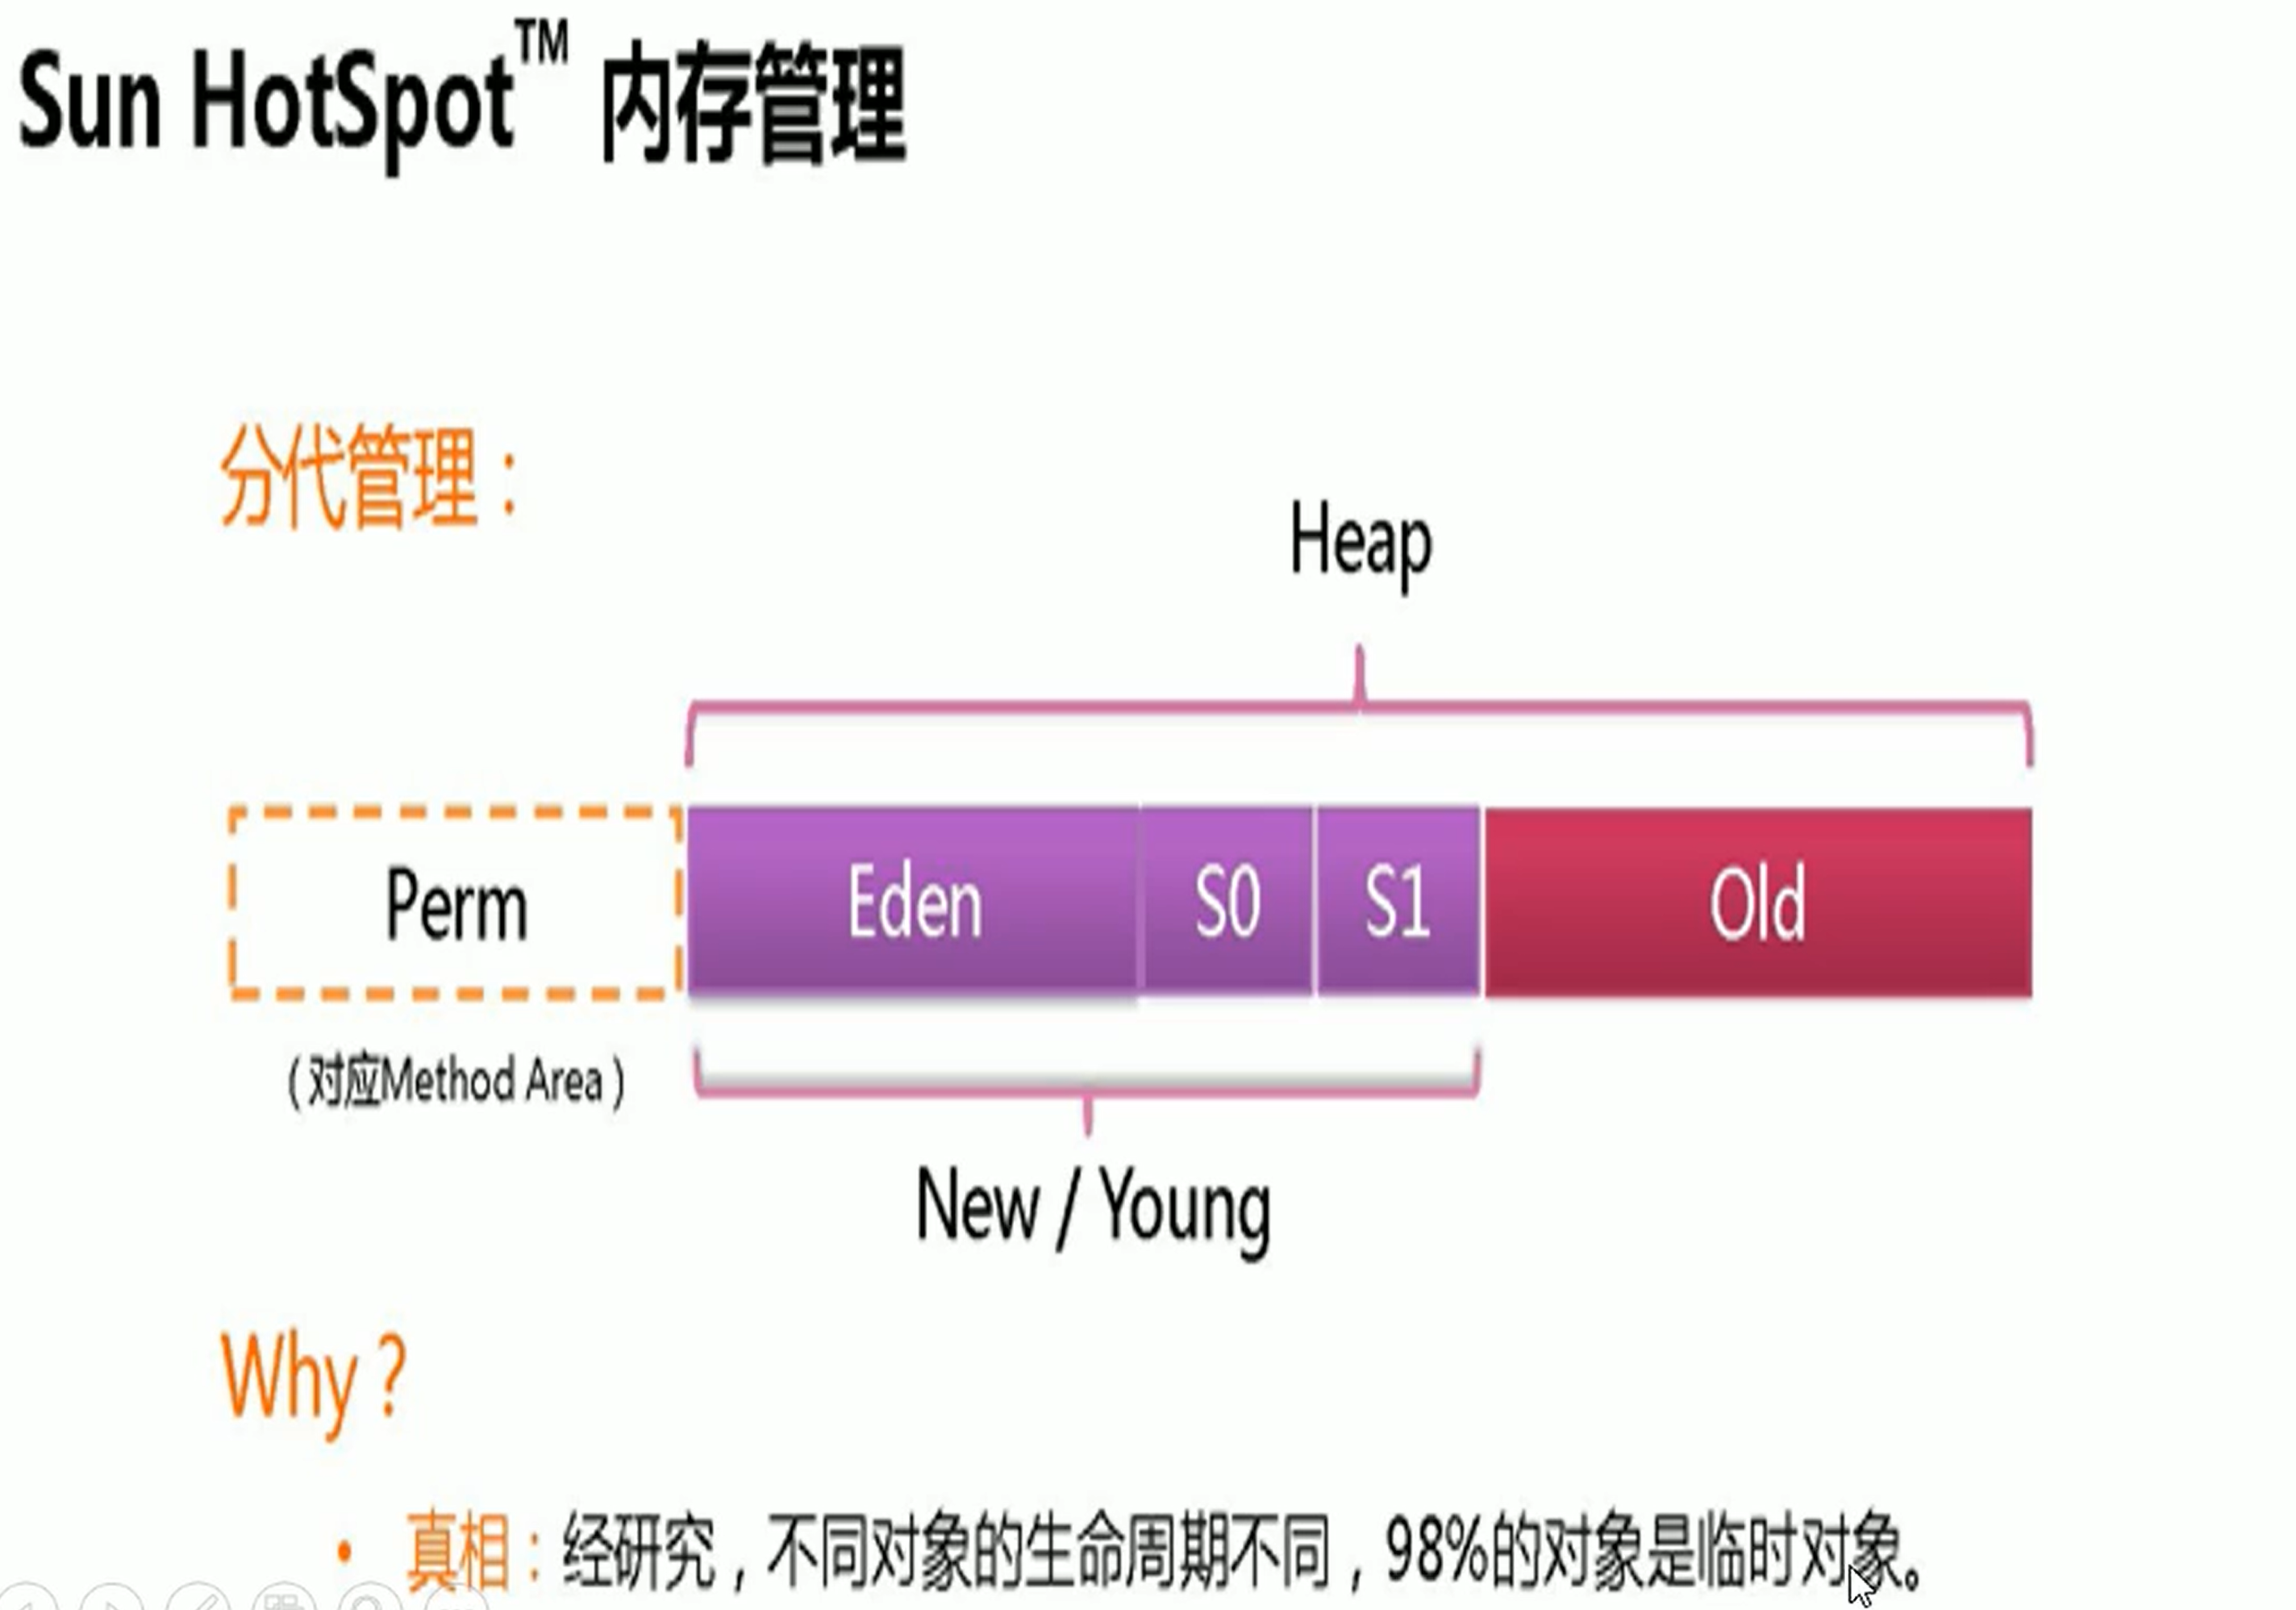 Sun HotSpot™ 内存管理
分代管理：
Heap
Perm Eden S0 S1 Old
（对应Method Area）
New / Young
Why？
• 真相：经研究，不同对象的生命周期不同，98%的对象是临时对象。